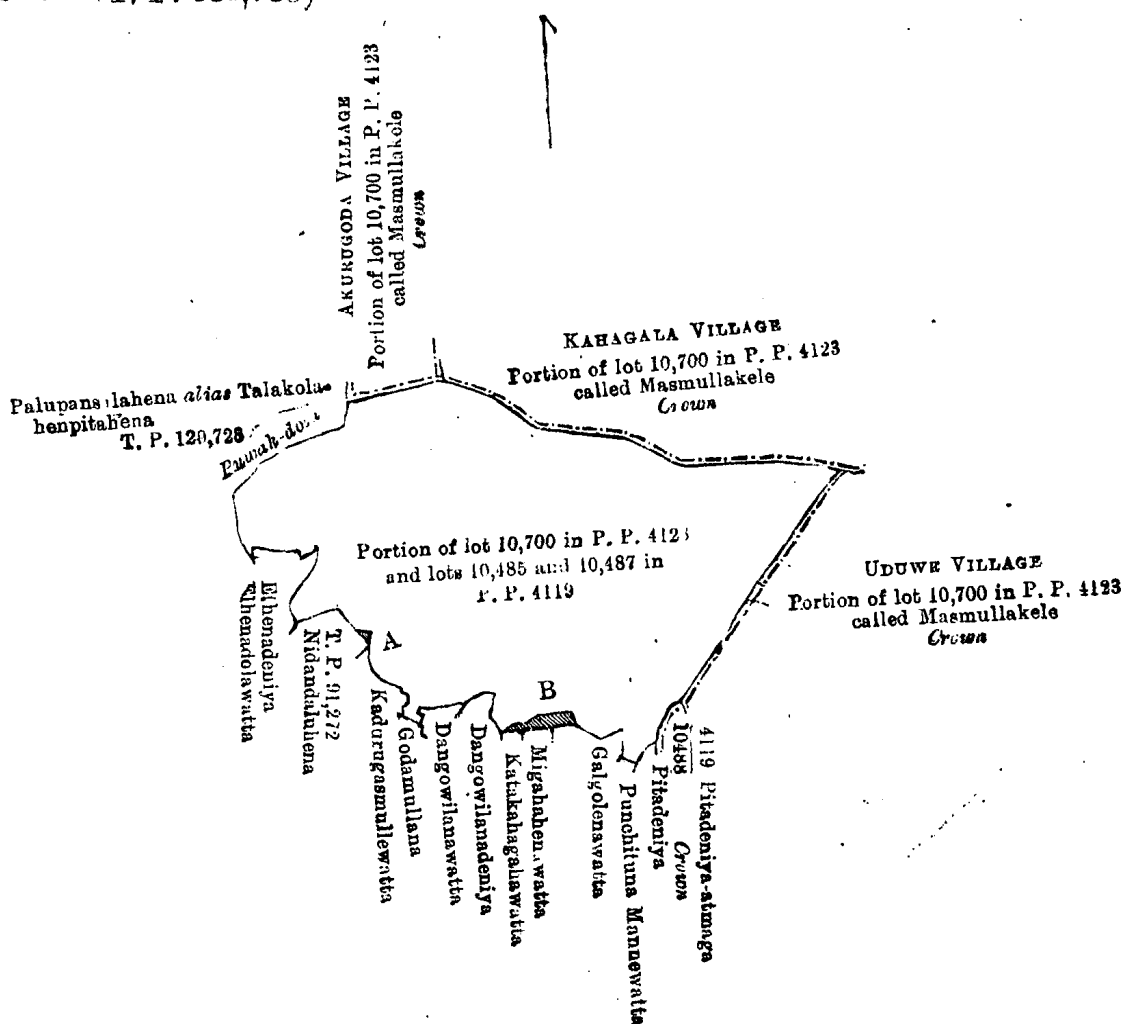 AKURUGODA VILLAGE
Portion of lot 10,700 in P. P. 4123
called Masmullakele
Crown
KAHAGALA VILLAGE
Portion of lot 10,700 in P. P. 4123
called Masmullakele
Crown
alias Talakola-
henpitahena
T. P. 120,728
Portion of lot 10,700 in P. P. 4123
and lots 10,485 and 10,487 in
P. P. 4119
UDUWE VILLAGE
Portion of lot 10,700 in P. P. 4123
called Masmullakele
Crown
A
B
Elhenadeniya
Elhenadolawatta
T. P. 91,272
Nidandaluhena
Kadurugasmullewatta
Godamullana
Dangowilanawatta
Dangowilanadeniya
Katakahagahawatta
Migahahenawatta
Galgolenawatta
Punchituna Mannewatta
Pitadeniya
4119 Pitadeniya-atmaga
10488 Crown